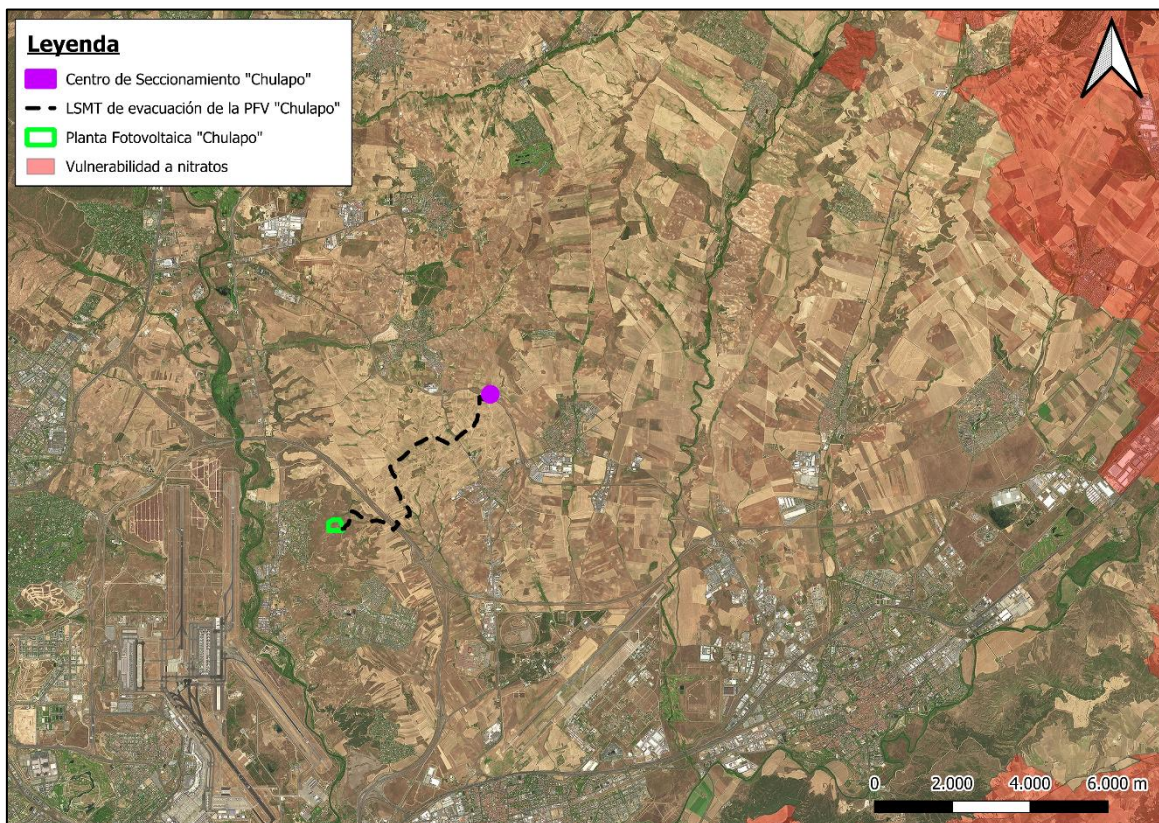 Leyenda
Centro de Seccionamiento "Chulapo"
LSMT de evacuación de la PFV "Chulapo"
Planta Fotovoltaica "Chulapo"
Vulnerabilidad a nitratos
0 2.000 4.000 6.000 m